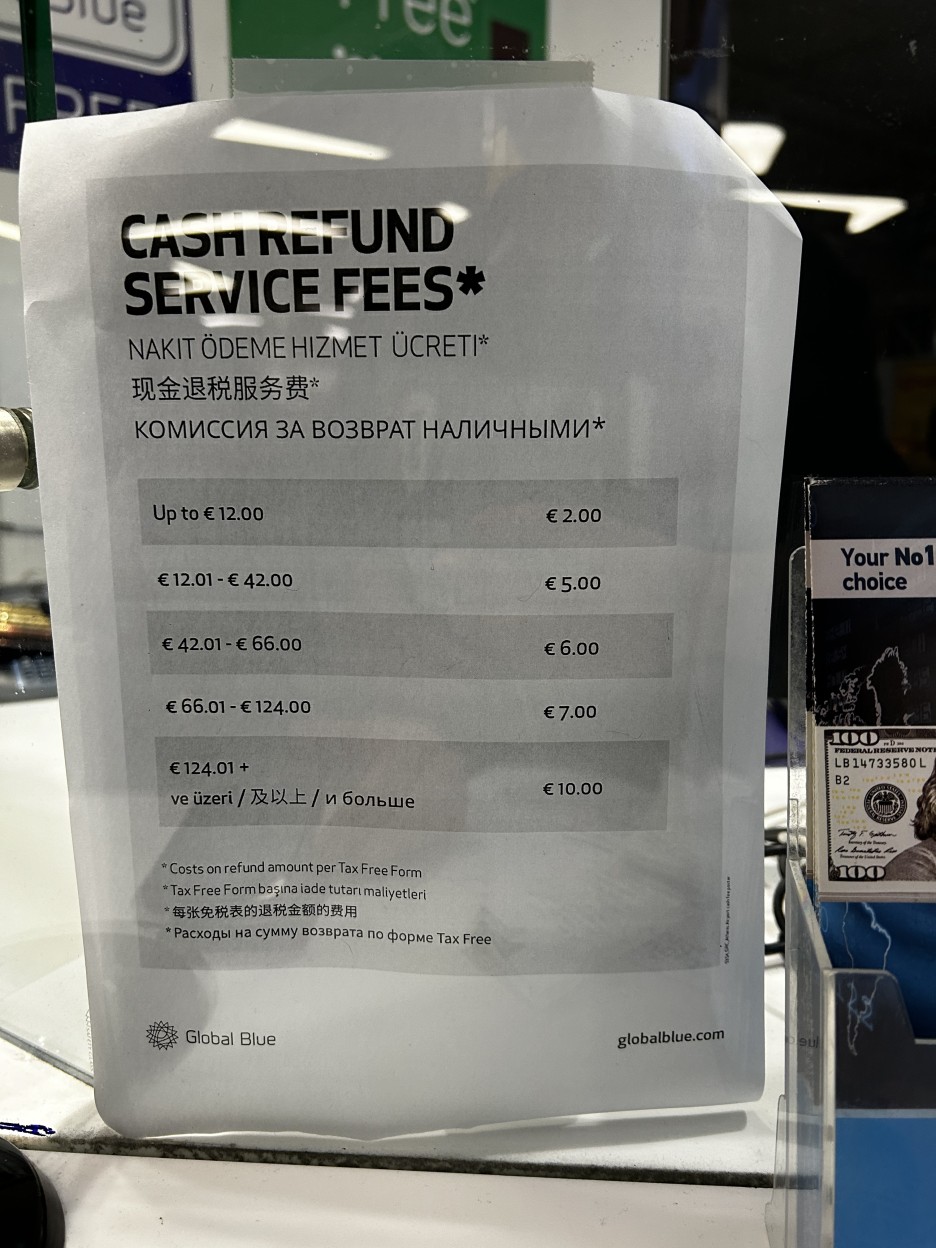 Blue
FREE
Free
CASH REFUND
SERVICE FEES*
NAKIT ÖDEME HIZMET ÜCRETI*
现金退税服务费*
КОМИССИЯ ЗА ВОЗВРАТ НАЛИЧНЫМИ*
Up to € 12.00 € 2.00
€ 12.01 - € 42.00 € 5.00
€ 42.01 - € 66.00 € 6.00
€ 66.01 - € 124.00 € 7.00
€ 124.01 +
ve üzeri / 及以上 / и больше € 10.00
* Costs on refund amount per Tax Free Form
* Tax Free Form başına iade tutarı maliyetleri
* 每张免税表的退税金额的费用
* Расходы на сумму возврата по форме Tax Free
Global Blue
globalblue.com
Your No1
choice
100
FEDERAL RESERVE NOTE
LB14733580L
B2
100